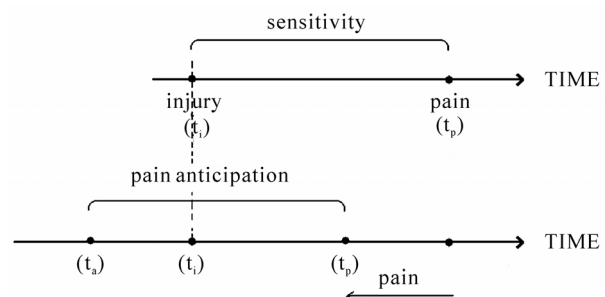 sensitivity
TIME
injury pain
(tᵢ) (tₚ)
pain anticipation
TIME
(tₐ) (tᵢ) (tₚ)
pain